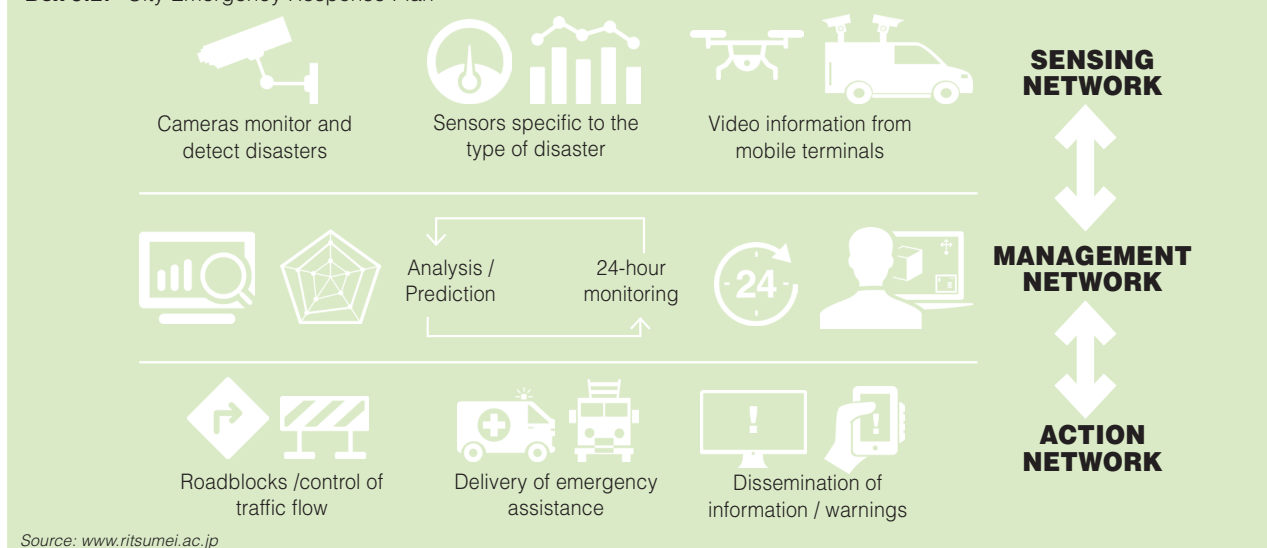 City Emergency Response Plan
SENSING
NETWORK
Cameras monitor and
detect disasters
Sensors specific to the
type of disaster
Video information from
mobile terminals
MANAGEMENT
NETWORK
Analysis /
Prediction
24-hour
monitoring
24
ACTION
NETWORK
!
!
Roadblocks /control of
traffic flow
Delivery of emergency
assistance
Dissemination of
information / warnings
Source: www.ritsumei.ac.jp